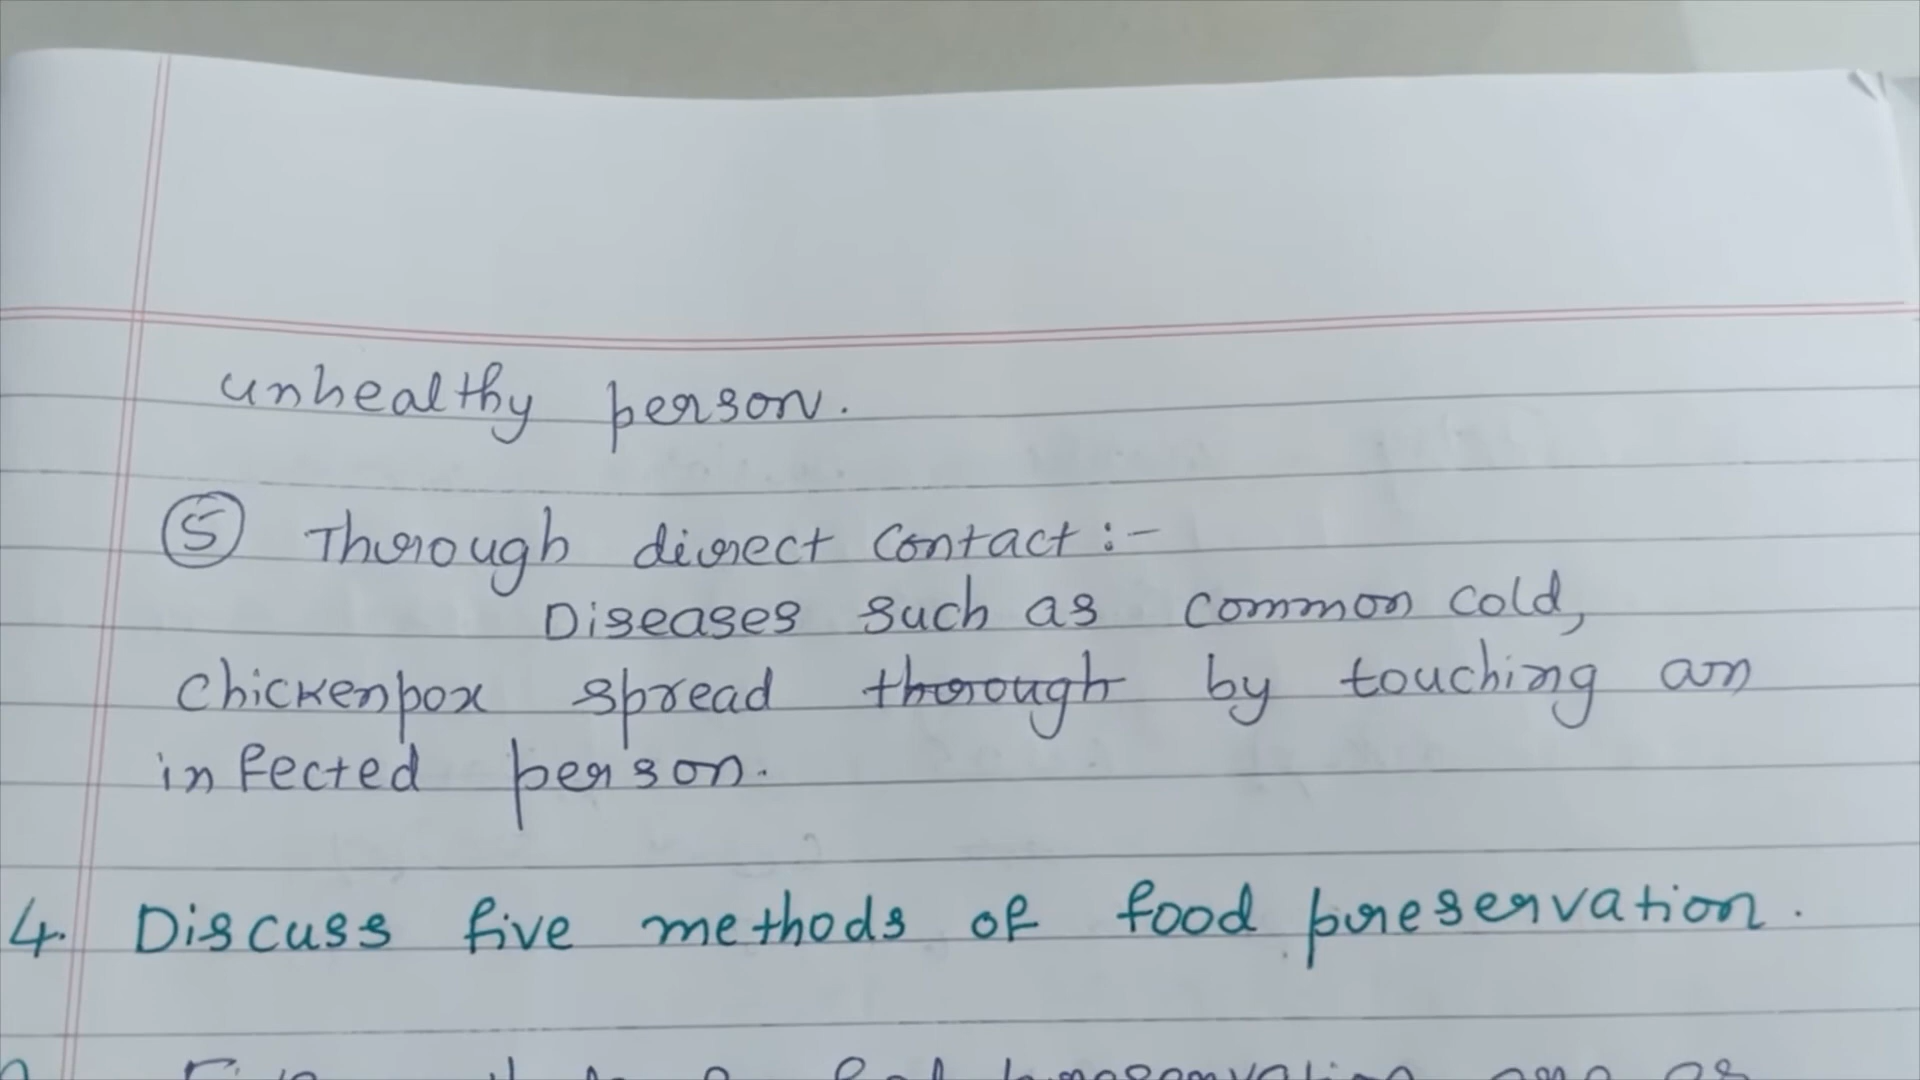 unhealthy person.
⑤ Through direct contact :-
Diseases such as common cold,
chickenpox spread through by touching an
infected person.
4. Discuss five methods of food preservation.